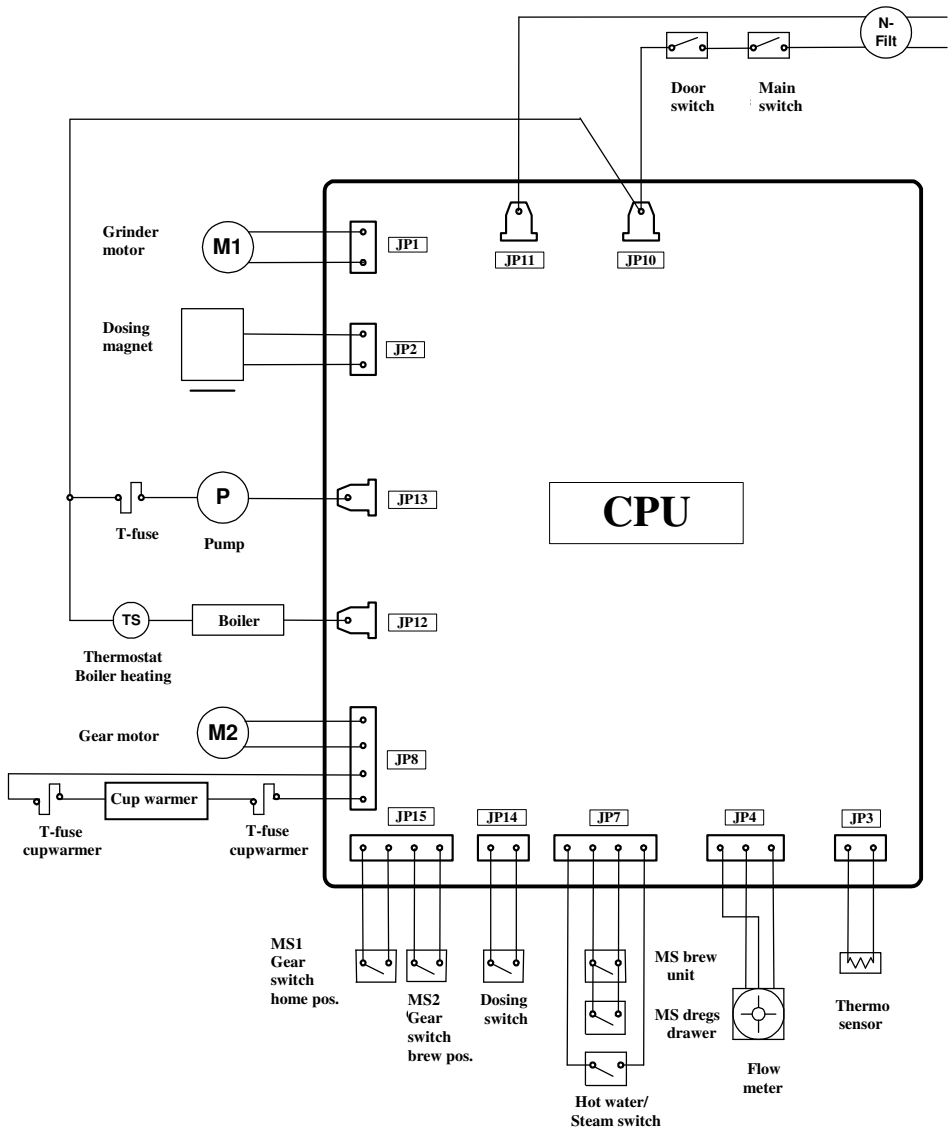 N-
Filt
Door
switch
Main
switch
Grinder
motor
M1
JP1
JP11
JP10
Dosing
magnet
JP2
T-fuse
P
Pump
JP13
CPU
TS
Boiler
JP12
Thermostat
Boiler heating
Gear motor
M2
JP8
Cup warmer
T-fuse
cupwarmer
T-fuse
cupwarmer
JP15
JP14
JP7
JP4
JP3
MS1
Gear
switch
home pos.
MS2
Gear
switch
brew pos.
Dosing
switch
MS brew
unit
MS dregs
drawer
Hot water/
Steam switch
Flow
meter
Thermo
sensor